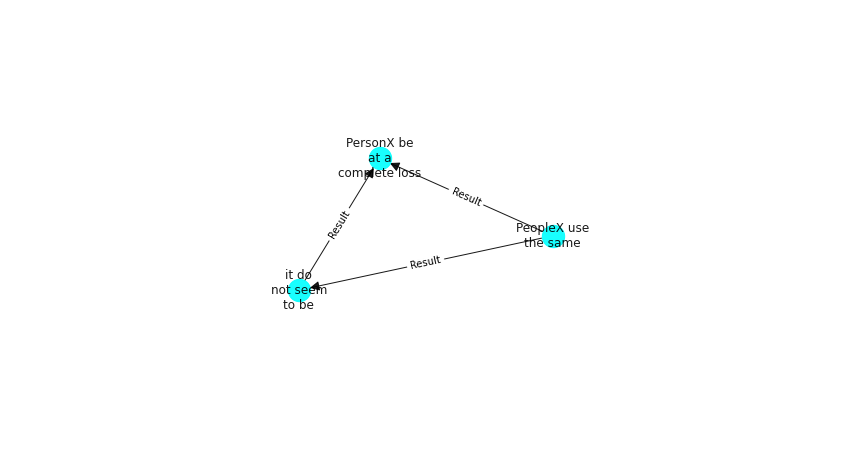 PersonX be
at a
complete loss
Result
PeopleX use
the same
Result
Result
it do
not seem
to be